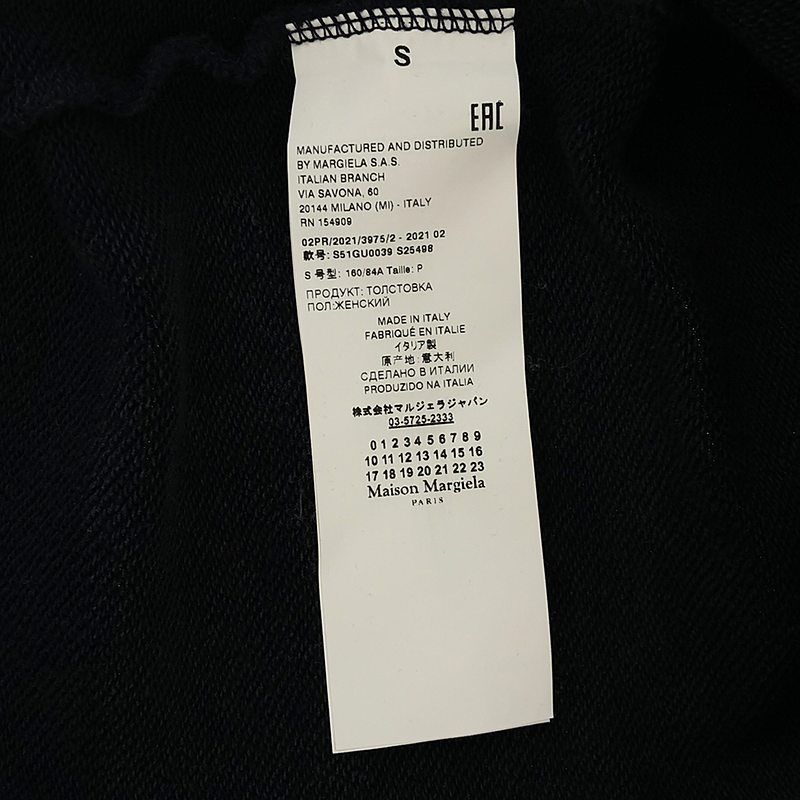 S
EAC
MANUFACTURED AND DISTRIBUTED
BY MARGIELA S.A.S.
ITALIAN BRANCH
VIA SAVONA, 60
20144 MILANO (MI) - ITALY
RN 154909
02PR/2021/3975/2 - 2021 02
款号: S51GU0039 S25498
S 号型: 160/84A Taille: P
ПРОДУКТ: ТОЛСТОВКА
ПОЛ:ЖЕНСКИЙ
MADE IN ITALY
FABRIQUÉ EN ITALIE
イタリア製
原产地: 意大利
СДЕЛАНО В ИТАЛИИ
PRODUZIDO NA ITALIA
株式会社マルジェラジャパン
03-5725-2333
0 1 2 3 4 5 6 7 8 9
10 11 12 13 14 15 16
17 18 19 20 21 22 23
Maison Margiela
PARIS